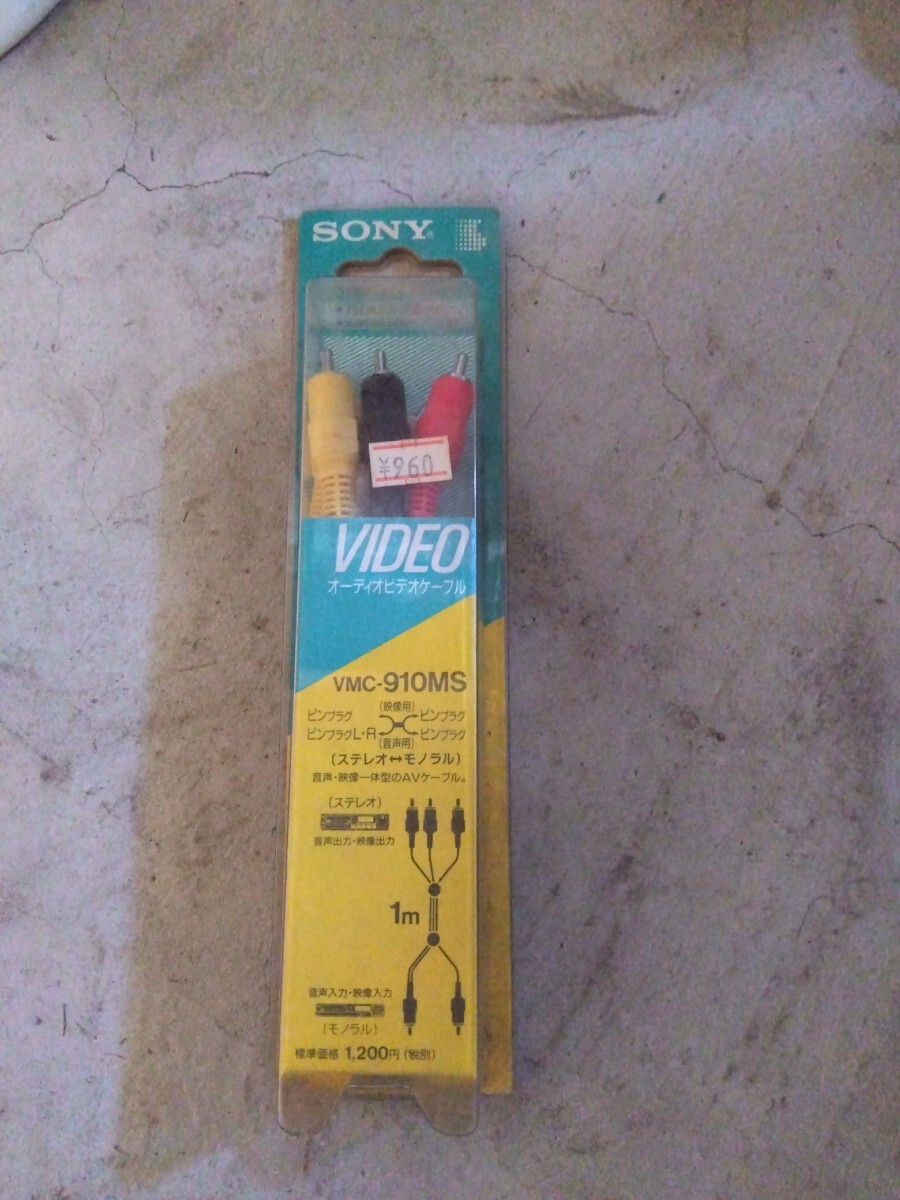 SONY®
¥960
VIDEO
オーディオビデオケーブル
VMC-910MS
(映像用)
ピンプラグ ピンプラグ
ピンプラグL・R ピンプラグ
(音声用)
(ステレオ↔モノラル)
音声・映像一体型のAVケーブル。
(ステレオ)
音声出力・映像出力
1m
音声入力・映像入力
(モノラル)
標準価格 1,200円(税別)